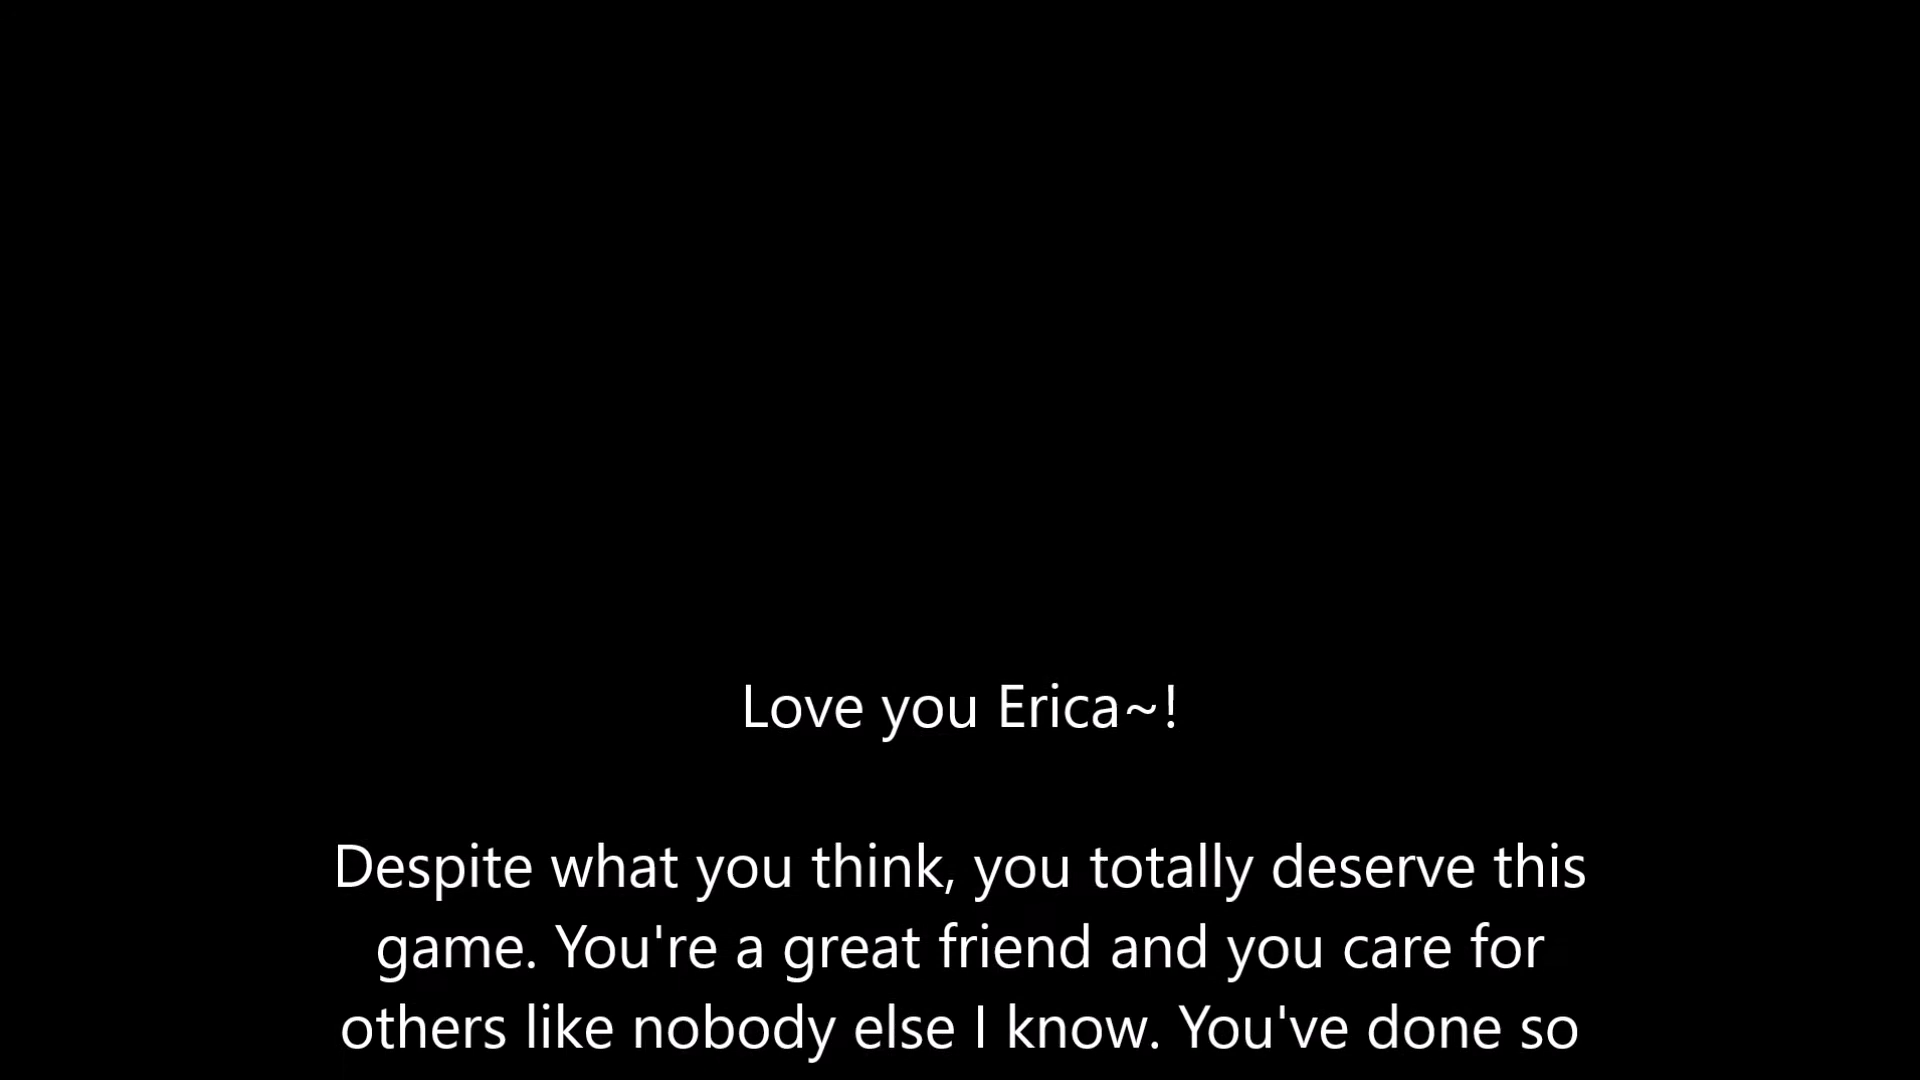 Love you Erica~!
Despite what you think, you totally deserve this
game. You're a great friend and you care for
others like nobody else I know. You've done so